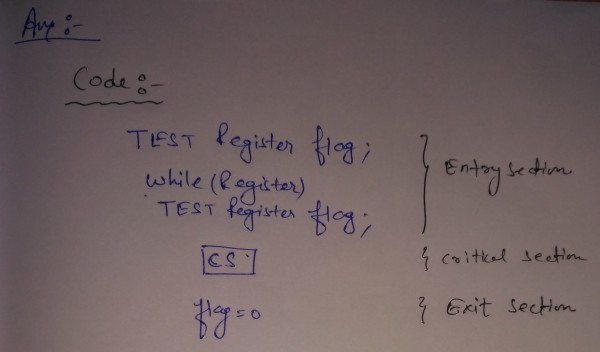 Ans :-
Code :-
TEST Register flag; } Entry section
while (Register)
TEST Register flag;
CS. } critical section
flag = 0 } Exit section